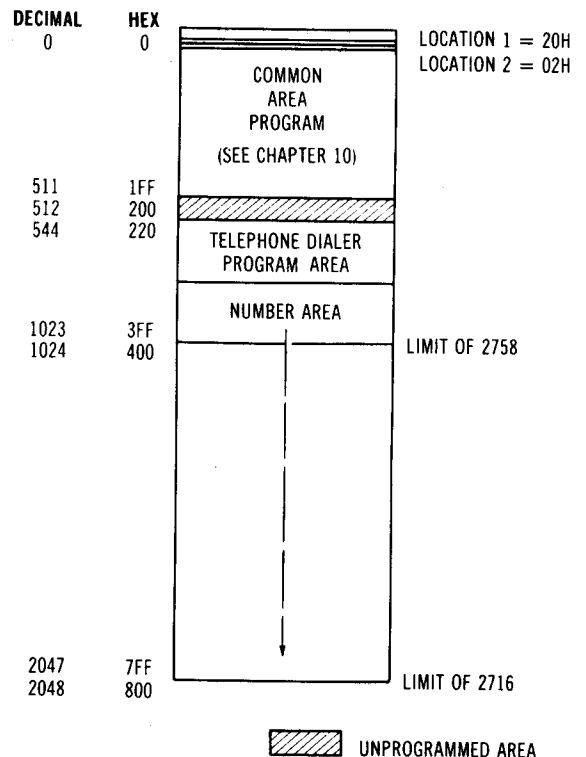 DECIMAL HEX
0 0
LOCATION 1 = 20H
LOCATION 2 = 02H
COMMON
AREA
PROGRAM
(SEE CHAPTER 10)
511 1FF
512 200
544 220
TELEPHONE DIALER
PROGRAM AREA
NUMBER AREA
1023 3FF
1024 400
LIMIT OF 2758
2047 7FF
2048 800
LIMIT OF 2716
UNPROGRAMMED AREA